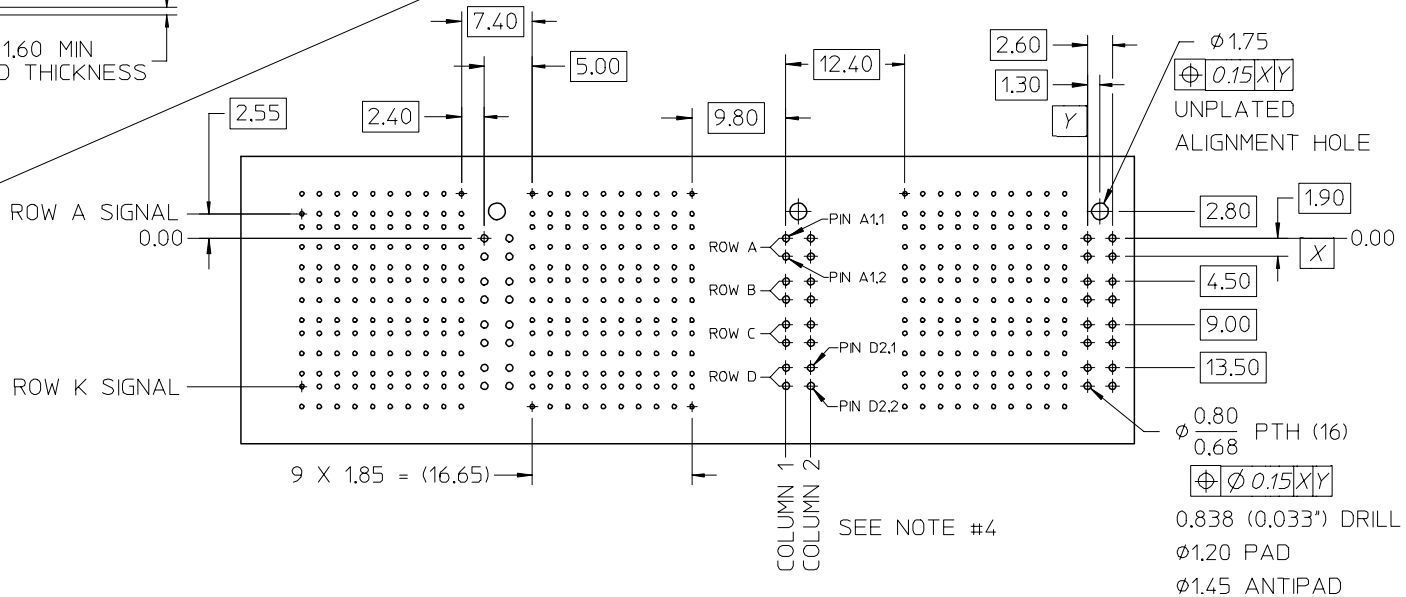 1.60 MIN
D THICKNESS
7.40
5.00
2.40
2.55
9.80
12.40
2.60
1.30
Y
⌀1.75
⌖ 0.15 X Y
UNPLATED
ALIGNMENT HOLE
ROW A SIGNAL
0.00
ROW K SIGNAL
ROW A
ROW B
ROW C
ROW D
PIN A1.1
PIN A1.2
PIN D2.1
PIN D2.2
2.80
1.90
0.00
X
4.50
9.00
13.50
9 X 1.85 = (16.65)
COLUMN 1
COLUMN 2
SEE NOTE #4
⌀ 0.80
0.68 PTH (16)
⌖ ⌀ 0.15 X Y
0.838 (0.033") DRILL
⌀1.20 PAD
⌀1.45 ANTIPAD